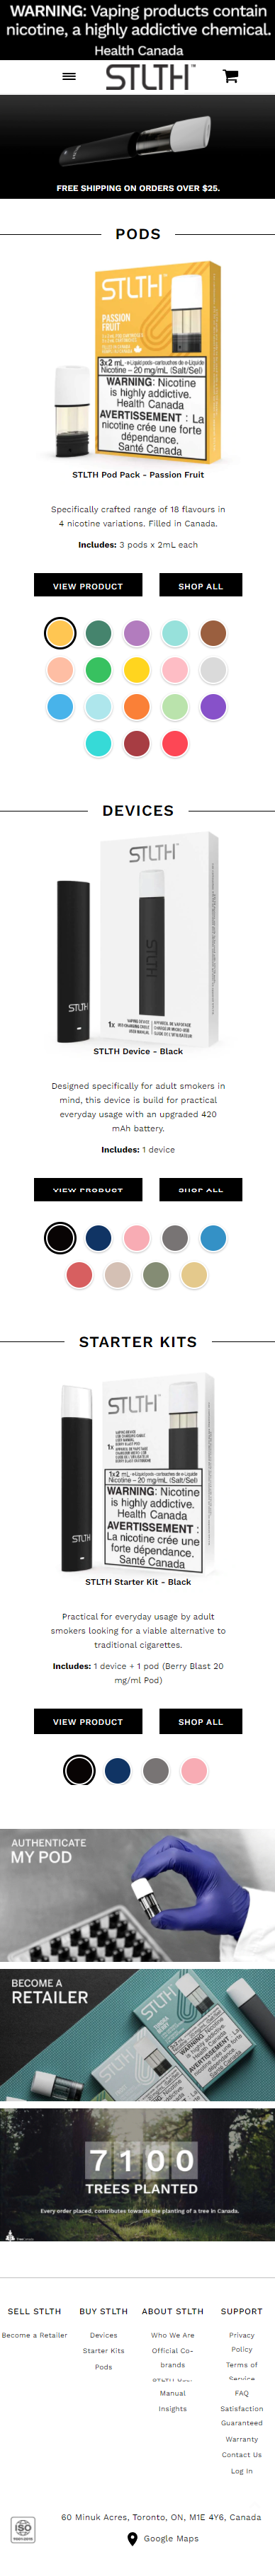 WARNING: Vaping products contain
nicotine, a highly addictive chemical.
Health Canada
STLTH™
FREE SHIPPING ON ORDERS OVER $25.
PODS
STLTH
PASSION
FRUIT
3x2 mL
Nicotine – 20 mg/mL (Salt/Sel)
WARNING: Nicotine
is highly addictive.
Health Canada
AVERTISSEMENT : La
nicotine crée une forte
dépendance.
Santé Canada
STLTH Pod Pack - Passion Fruit
Specifically crafted range of 18 flavours in
4 nicotine variations. Filled in Canada.
Includes: 3 pods x 2mL each
VIEW PRODUCT
SHOP ALL
DEVICES
STLTH
STLTH
STLTH
STLTH Device - Black
Designed specifically for adult smokers in
mind, this device is build for practical
everyday usage with an upgraded 420
mAh battery.
Includes: 1 device
VIEW PRODUCT
SHOP ALL
STARTER KITS
STLTH
STLTH
1x2 mL
Nicotine – 20 mg/mL (Salt/Sel)
WARNING: Nicotine
is highly addictive.
Health Canada
AVERTISSEMENT :
La nicotine crée une
forte dépendance.
Santé Canada
STLTH Starter Kit - Black
Practical for everyday usage by adult
smokers looking for a viable alternative to
traditional cigarettes.
Includes: 1 device + 1 pod (Berry Blast 20
mg/ml Pod)
VIEW PRODUCT
SHOP ALL
AUTHENTICATE
MY POD
BECOME A
RETAILER
STLTH
STLTH
7100
TREES PLANTED
Every order placed, contributes towards the planting of a tree in Canada.
SELL STLTH
Become a Retailer
BUY STLTH
Devices
Starter Kits
Pods
ABOUT STLTH
Who We Are
Official Co-
brands
STLTH User
Manual
Insights
SUPPORT
Privacy
Policy
Terms of
Service
FAQ
Satisfaction
Guaranteed
Warranty
Contact Us
Log In
ISO
60 Minuk Acres, Toronto, ON, M1E 4Y6, Canada
Google Maps